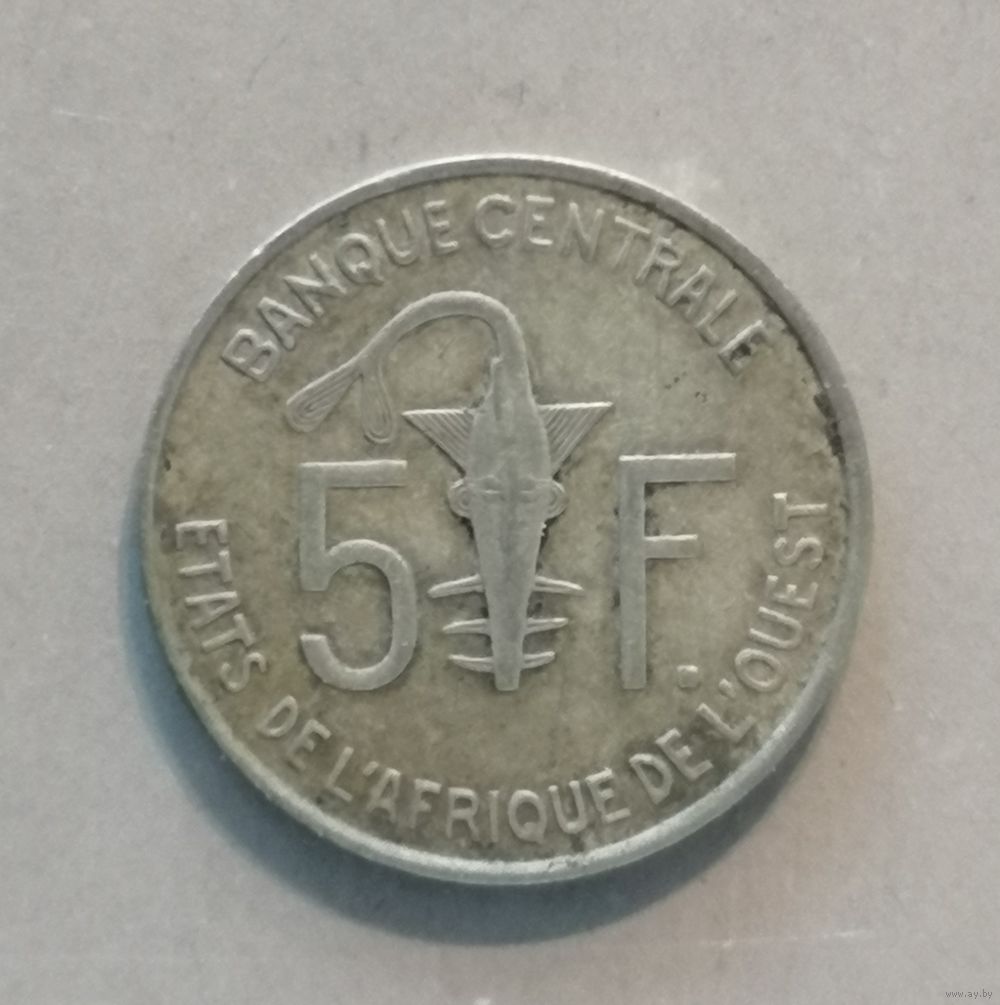 BANQUE CENTRALE
5 F.
ETATS DE L'AFRIQUE DE L'OUEST
www.ay.by